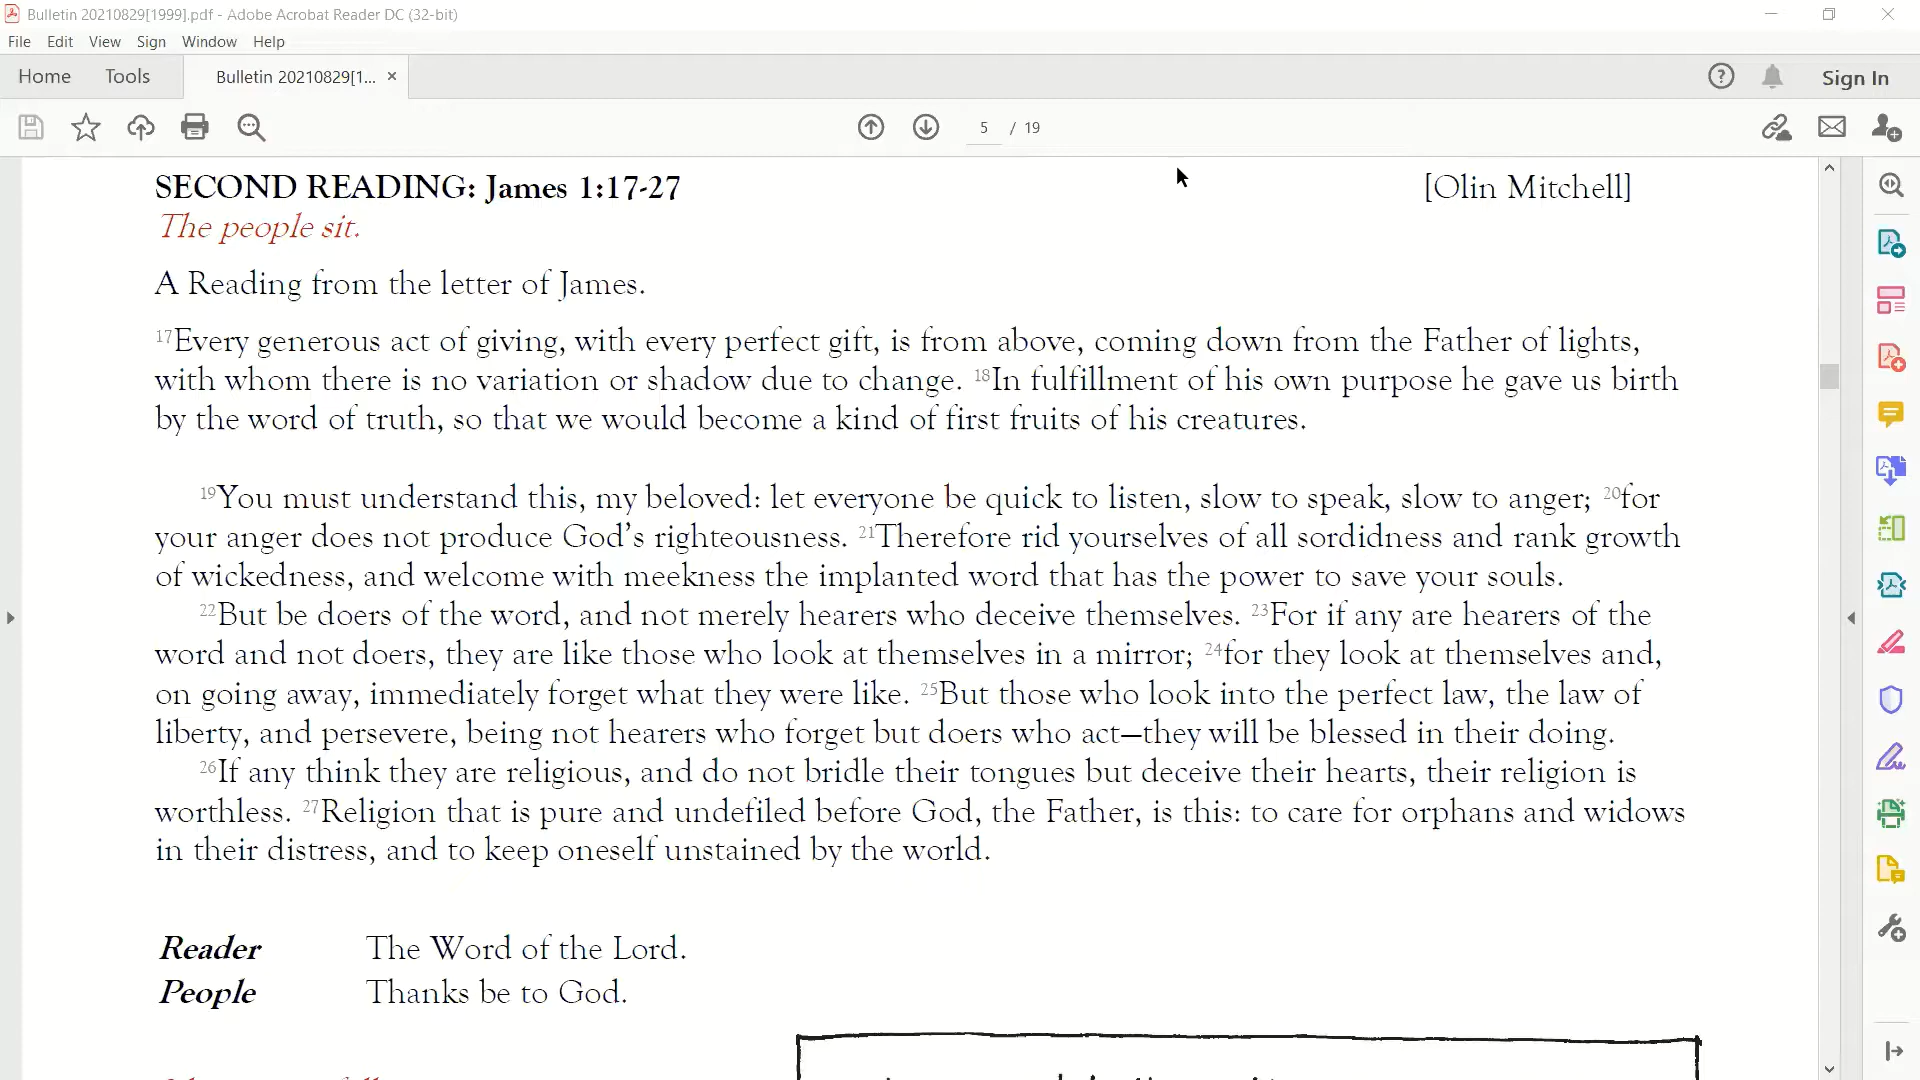 Bulletin 20210829[1999].pdf - Adobe Acrobat Reader DC (32-bit)
File Edit View Sign Window Help
Home Tools Bulletin 20210829[1... × Sign In
5 / 19
SECOND READING: James 1:17-27 [Olin Mitchell]
The people sit.
A Reading from the letter of James.
17Every generous act of giving, with every perfect gift, is from above, coming down from the Father of lights,
with whom there is no variation or shadow due to change. 18In fulfillment of his own purpose he gave us birth
by the word of truth, so that we would become a kind of first fruits of his creatures.
19You must understand this, my beloved: let everyone be quick to listen, slow to speak, slow to anger; 20for
your anger does not produce God's righteousness. 21Therefore rid yourselves of all sordidness and rank growth
of wickedness, and welcome with meekness the implanted word that has the power to save your souls.
22But be doers of the word, and not merely hearers who deceive themselves. 23For if any are hearers of the
word and not doers, they are like those who look at themselves in a mirror; 24for they look at themselves and,
on going away, immediately forget what they were like. 25But those who look into the perfect law, the law of
liberty, and persevere, being not hearers who forget but doers who act—they will be blessed in their doing.
26If any think they are religious, and do not bridle their tongues but deceive their hearts, their religion is
worthless. 27Religion that is pure and undefiled before God, the Father, is this: to care for orphans and widows
in their distress, and to keep oneself unstained by the world.
Reader The Word of the Lord.
People Thanks be to God.